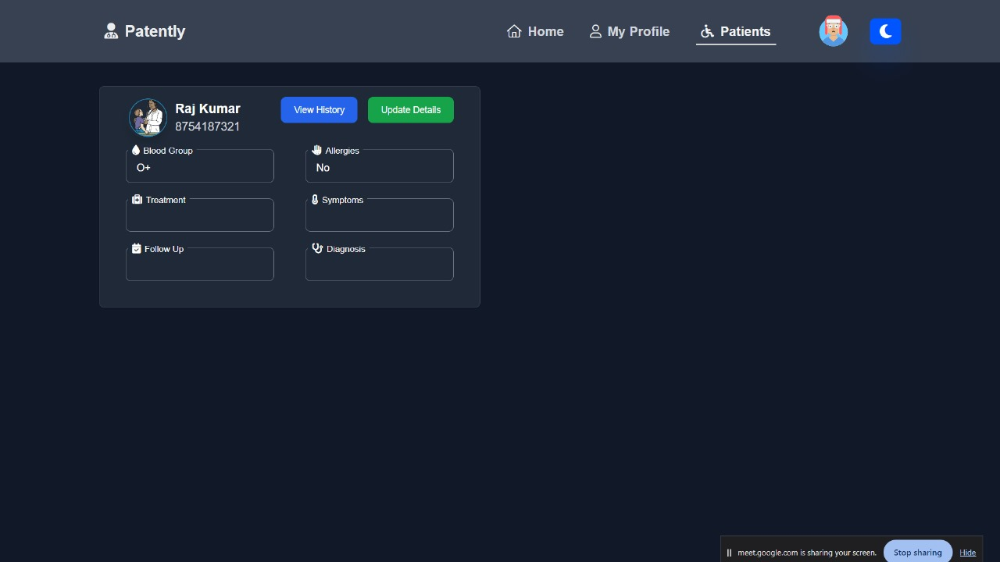 Patently
Home
My Profile
Patients
Raj Kumar
8754187321
View History
Update Details
Blood Group
O+
Allergies
No
Treatment
Symptoms
Follow Up
Diagnosis
meet.google.com is sharing your screen.
Stop sharing
Hide